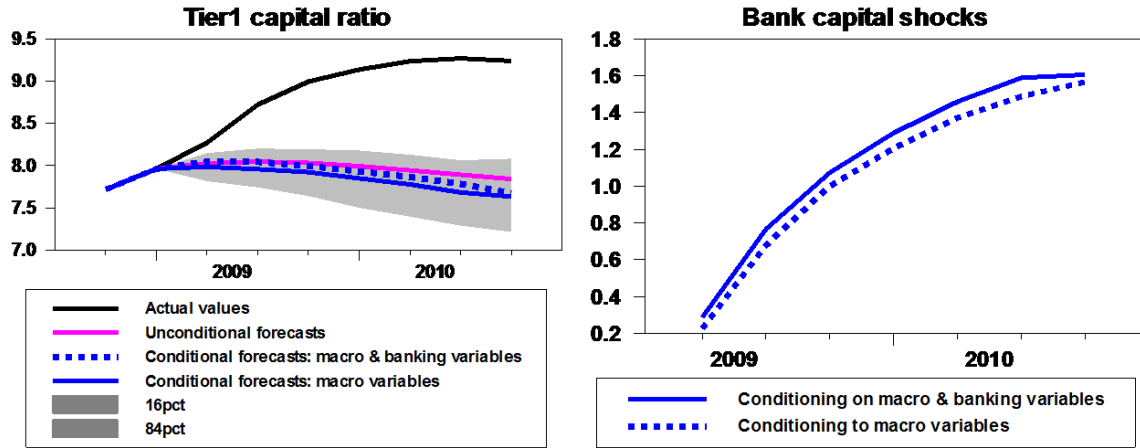 Tier1 capital ratio
9.5
9.0
8.5
8.0
7.5
7.0
2009 2010
Actual values
Unconditional forecasts
Conditional forecasts: macro & banking variables
Conditional forecasts: macro variables
16pct
84pct
Bank capital shocks
1.8
1.6
1.4
1.2
1.0
0.8
0.6
0.4
0.2
2009 2010
Conditioning on macro & banking variables
Conditioning to macro variables